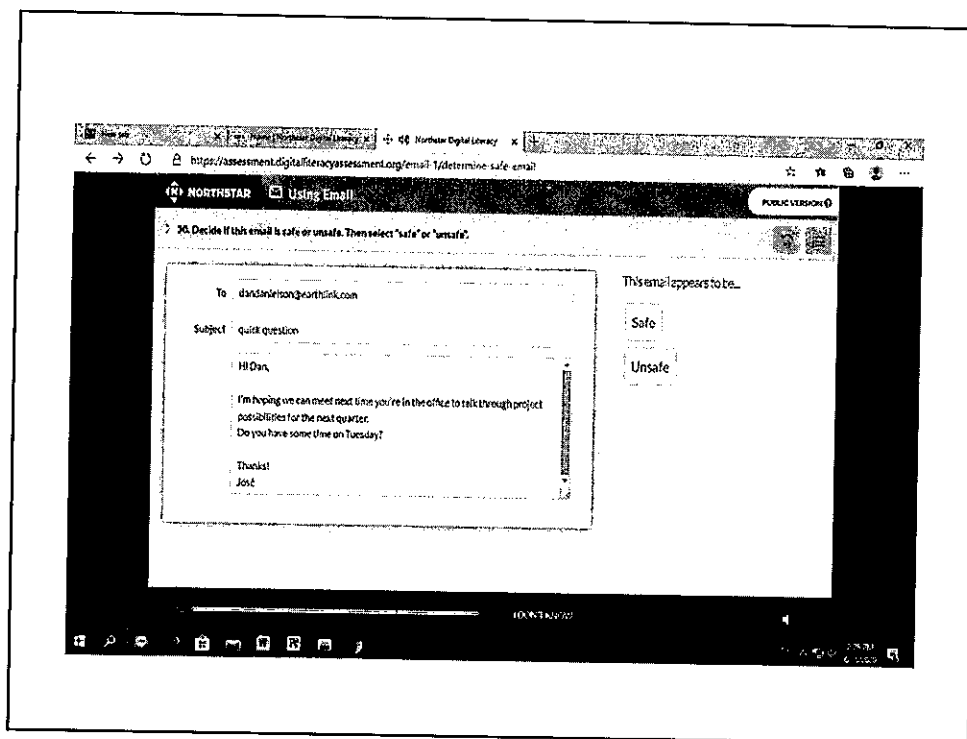 Northstar Digital Literacy
https://assessment.digitalliteracyassessment.org/email-1/determine-safe-email
NORTHSTAR Using Email
PUBLIC VERSION
30. Decide if this email is safe or unsafe. Then select "safe" or "unsafe".
This email appears to be...
To dandanielson@earthlink.com
Safe
Subject quick question
Unsafe
Hi Dan,
I'm hoping we can meet next time you're in the office to talk through project
possibilities for the next quarter.
Do you have some time on Tuesday?
Thanks!
José
I DON'T KNOW